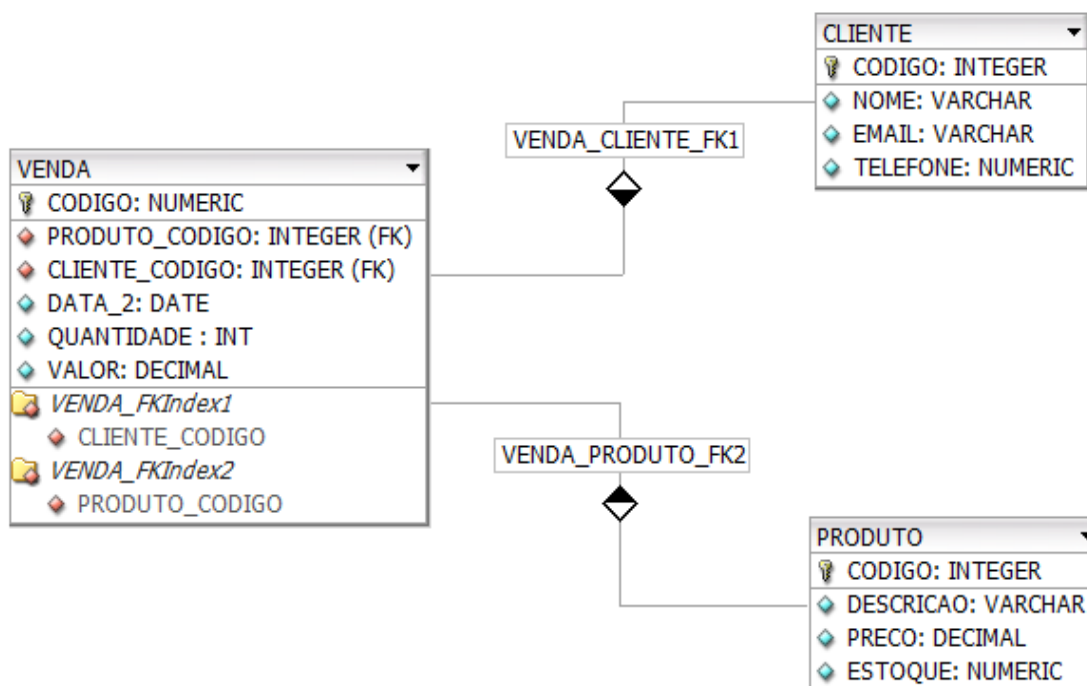 VENDA
CODIGO: NUMERIC
PRODUTO_CODIGO: INTEGER (FK)
CLIENTE_CODIGO: INTEGER (FK)
DATA_2: DATE
QUANTIDADE : INT
VALOR: DECIMAL
VENDA_FKIndex1
CLIENTE_CODIGO
VENDA_FKIndex2
PRODUTO_CODIGO
VENDA_CLIENTE_FK1
VENDA_PRODUTO_FK2
CLIENTE
CODIGO: INTEGER
NOME: VARCHAR
EMAIL: VARCHAR
TELEFONE: NUMERIC
PRODUTO
CODIGO: INTEGER
DESCRICAO: VARCHAR
PRECO: DECIMAL
ESTOQUE: NUMERIC